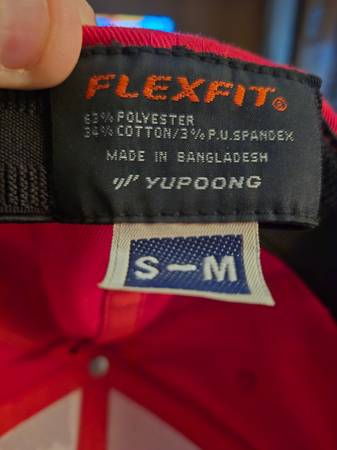 FLEXFIT®
63% POLYESTER
34% COTTON/3% P.U.SPANDEX
MADE IN BANGLADESH
YUPOONG
S-M